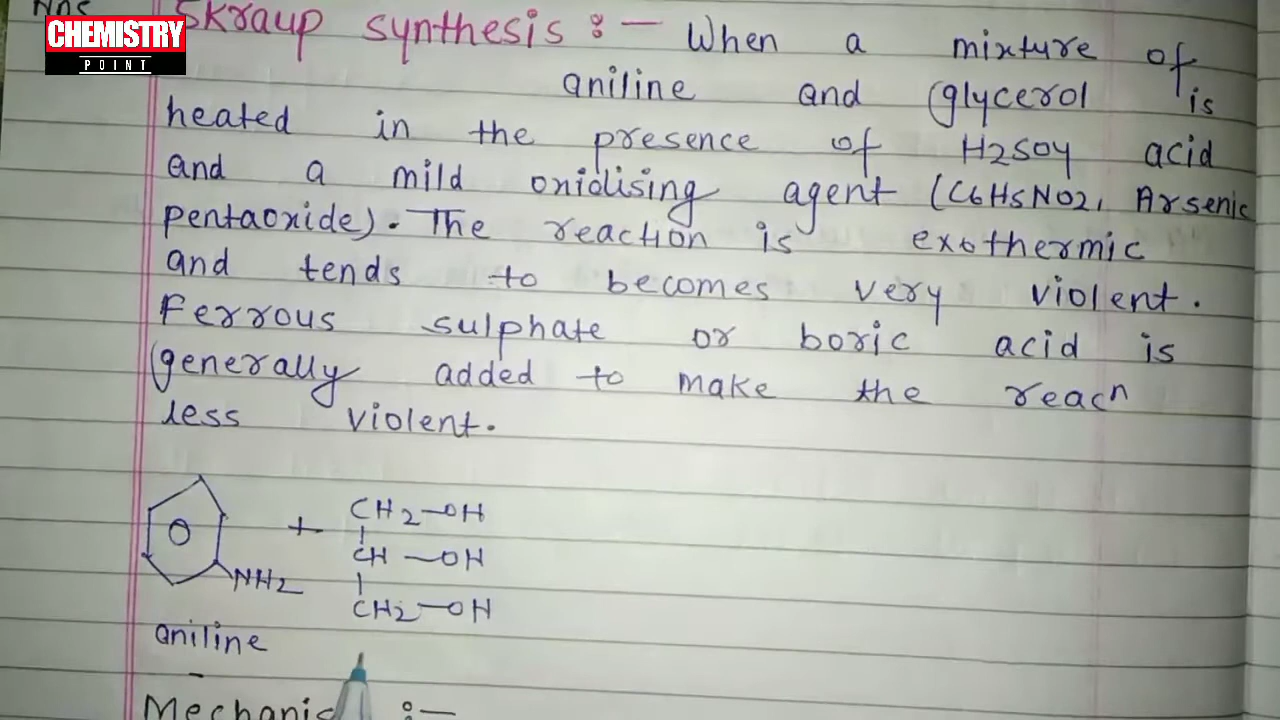 Ans
CHEMISTRY
POINT
Skraup synthesis :— When a mixture of
aniline and Glycerol is
heated in the presence of H2SO4 acid
and a mild oxidising agent (C6H5NO2, Arsenic
pentaoxide). The reaction is exothermic
and tends to becomes very violent.
Ferrous sulphate or boric acid is
Generally added to make the reacn
less violent.
CH2—OH
+
CH—OH
NH2
CH2—OH
aniline
Mechanis :—